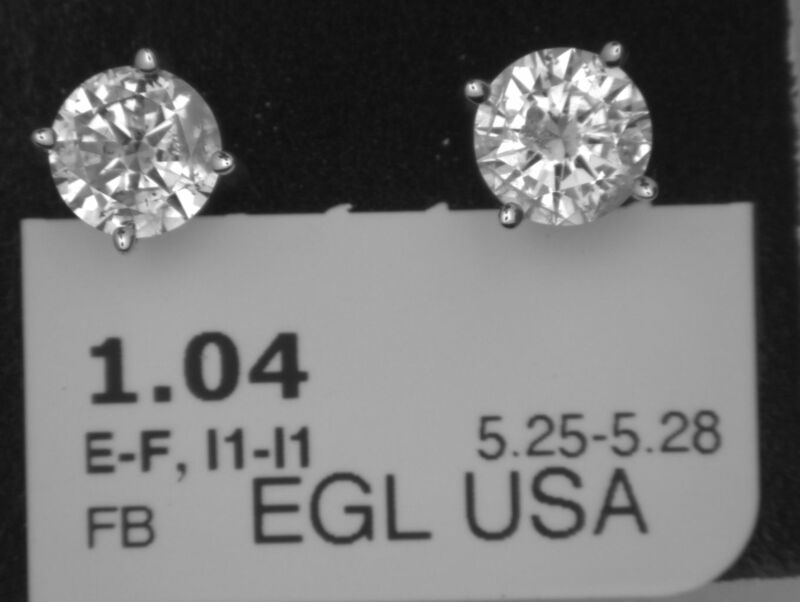 1.04
E-F, I1-I1 5.25-5.28
FB EGL USA